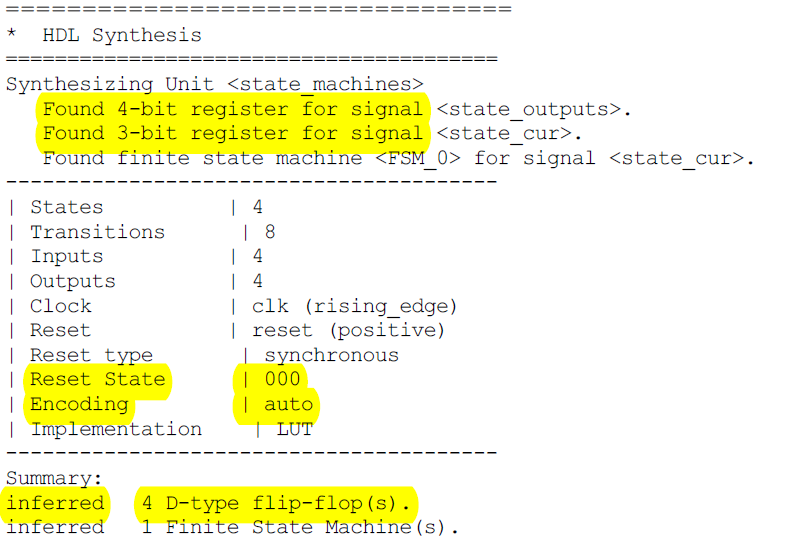 ==================================
* HDL Synthesis
========================================
Synthesizing Unit <state_machines>
Found 4-bit register for signal <state_outputs>.
Found 3-bit register for signal <state_cur>.
Found finite state machine <FSM_0> for signal <state_cur>.
----------------------------------------
| States | 4
| Transitions | 8
| Inputs | 4
| Outputs | 4
| Clock | clk (rising_edge)
| Reset | reset (positive)
| Reset type | synchronous
| Reset State | 000
| Encoding | auto
| Implementation | LUT
----------------------------------------
Summary:
inferred 4 D-type flip-flop(s).
inferred 1 Finite State Machine(s).